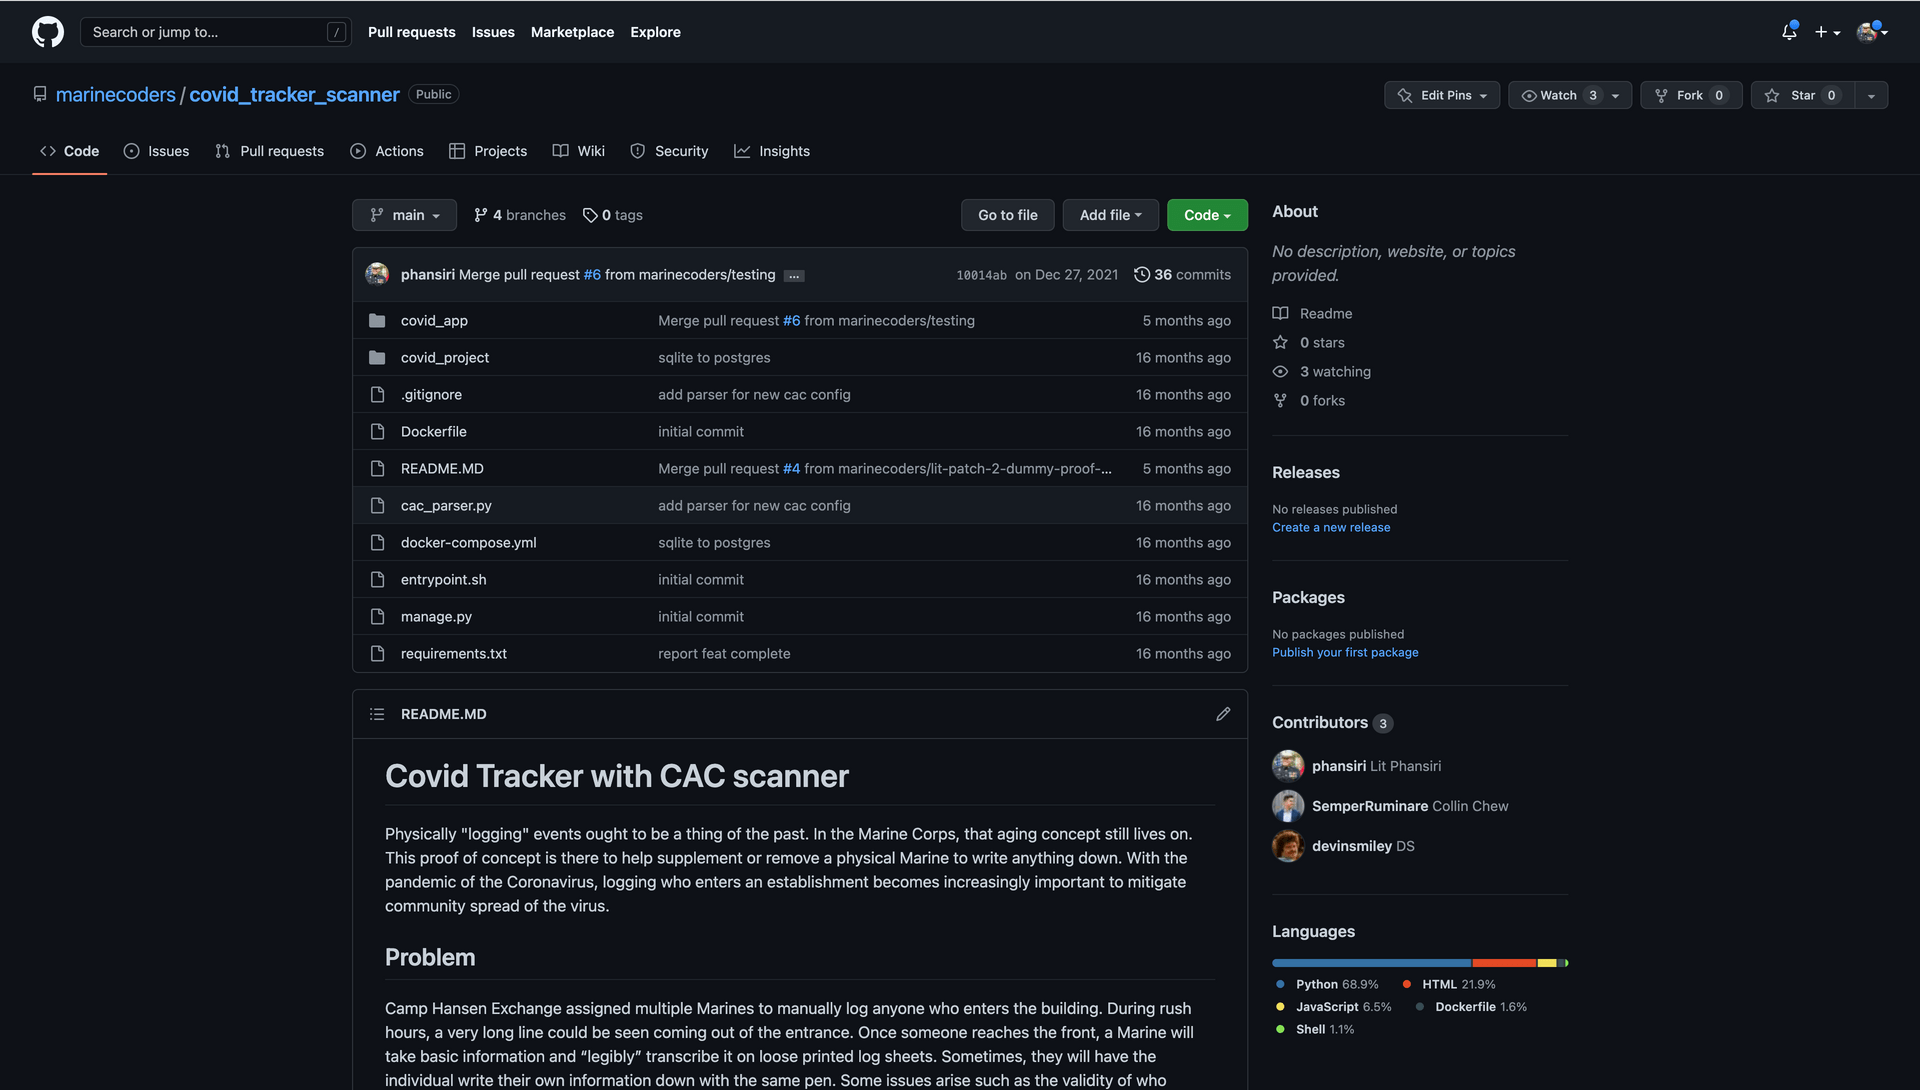 Search or jump to... /
Pull requests Issues Marketplace Explore
marinecoders / covid_tracker_scanner Public
Edit Pins Watch 3 Fork 0 Star 0
Code Issues Pull requests Actions Projects Wiki Security Insights
main 4 branches 0 tags Go to file Add file Code
phansiri Merge pull request #6 from marinecoders/testing ... 10014ab on Dec 27, 2021 36 commits
covid_app Merge pull request #6 from marinecoders/testing 5 months ago
covid_project sqlite to postgres 16 months ago
.gitignore add parser for new cac config 16 months ago
Dockerfile initial commit 16 months ago
README.MD Merge pull request #4 from marinecoders/lit-patch-2-dummy-proof-... 5 months ago
cac_parser.py add parser for new cac config 16 months ago
docker-compose.yml sqlite to postgres 16 months ago
entrypoint.sh initial commit 16 months ago
manage.py initial commit 16 months ago
requirements.txt report feat complete 16 months ago
README.MD
Covid Tracker with CAC scanner
Physically "logging" events ought to be a thing of the past. In the Marine Corps, that aging concept still lives on.
This proof of concept is there to help supplement or remove a physical Marine to write anything down. With the
pandemic of the Coronavirus, logging who enters an establishment becomes increasingly important to mitigate
community spread of the virus.
Problem
Camp Hansen Exchange assigned multiple Marines to manually log anyone who enters the building. During rush
hours, a very long line could be seen coming out of the entrance. Once someone reaches the front, a Marine will
take basic information and “legibly” transcribe it on loose printed log sheets. Sometimes, they will have the
individual write their own information down with the same pen. Some issues arise such as the validity of who
About
No description, website, or topics
provided.
Readme
0 stars
3 watching
0 forks
Releases
No releases published
Create a new release
Packages
No packages published
Publish your first package
Contributors 3
phansiri Lit Phansiri
SemperRuminare Collin Chew
devinsmiley DS
Languages
Python 68.9% HTML 21.9%
JavaScript 6.5% Dockerfile 1.6%
Shell 1.1%